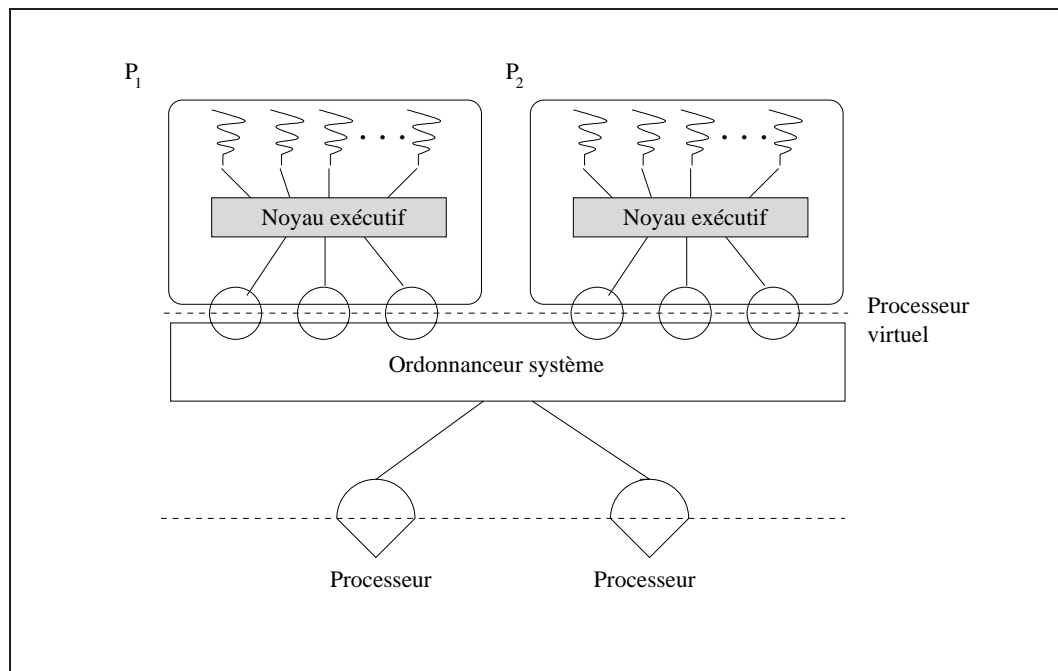 P1 P2
Noyau exécutif Noyau exécutif
Processeur
virtuel
Ordonnanceur système
Processeur Processeur